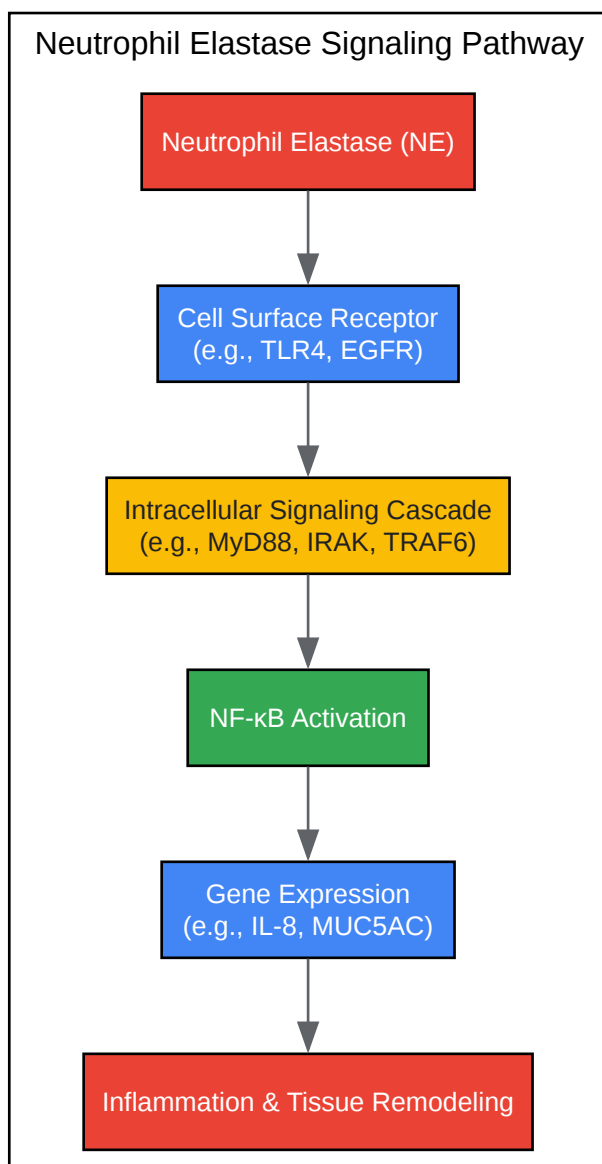 Neutrophil Elastase Signaling Pathway
Neutrophil Elastase (NE)
Cell Surface Receptor
(e.g., TLR4, EGFR)
Intracellular Signaling Cascade
(e.g., MyD88, IRAK, TRAF6)
NF-κB Activation
Gene Expression
(e.g., IL-8, MUC5AC)
Inflammation & Tissue Remodeling